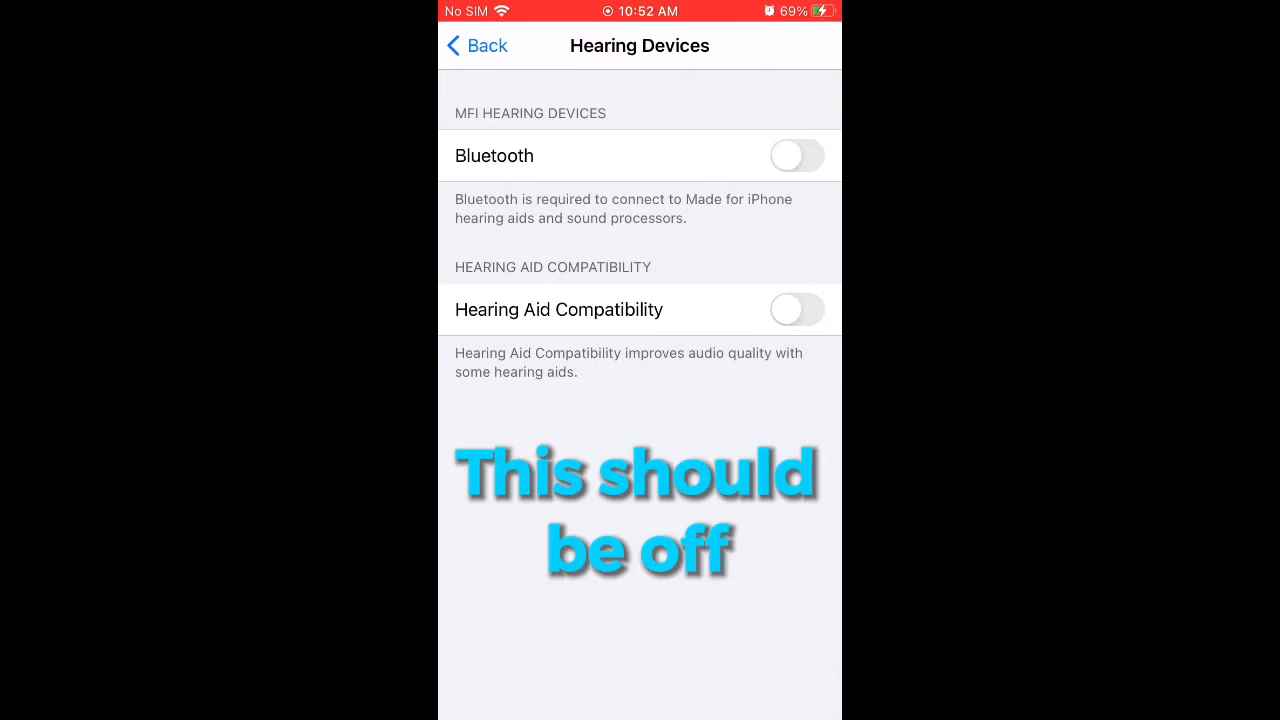 No SIM 10:52 AM 69%
Back Hearing Devices
MFI HEARING DEVICES
Bluetooth
Bluetooth is required to connect to Made for iPhone
hearing aids and sound processors.
HEARING AID COMPATIBILITY
Hearing Aid Compatibility
Hearing Aid Compatibility improves audio quality with
some hearing aids.
This should
be off